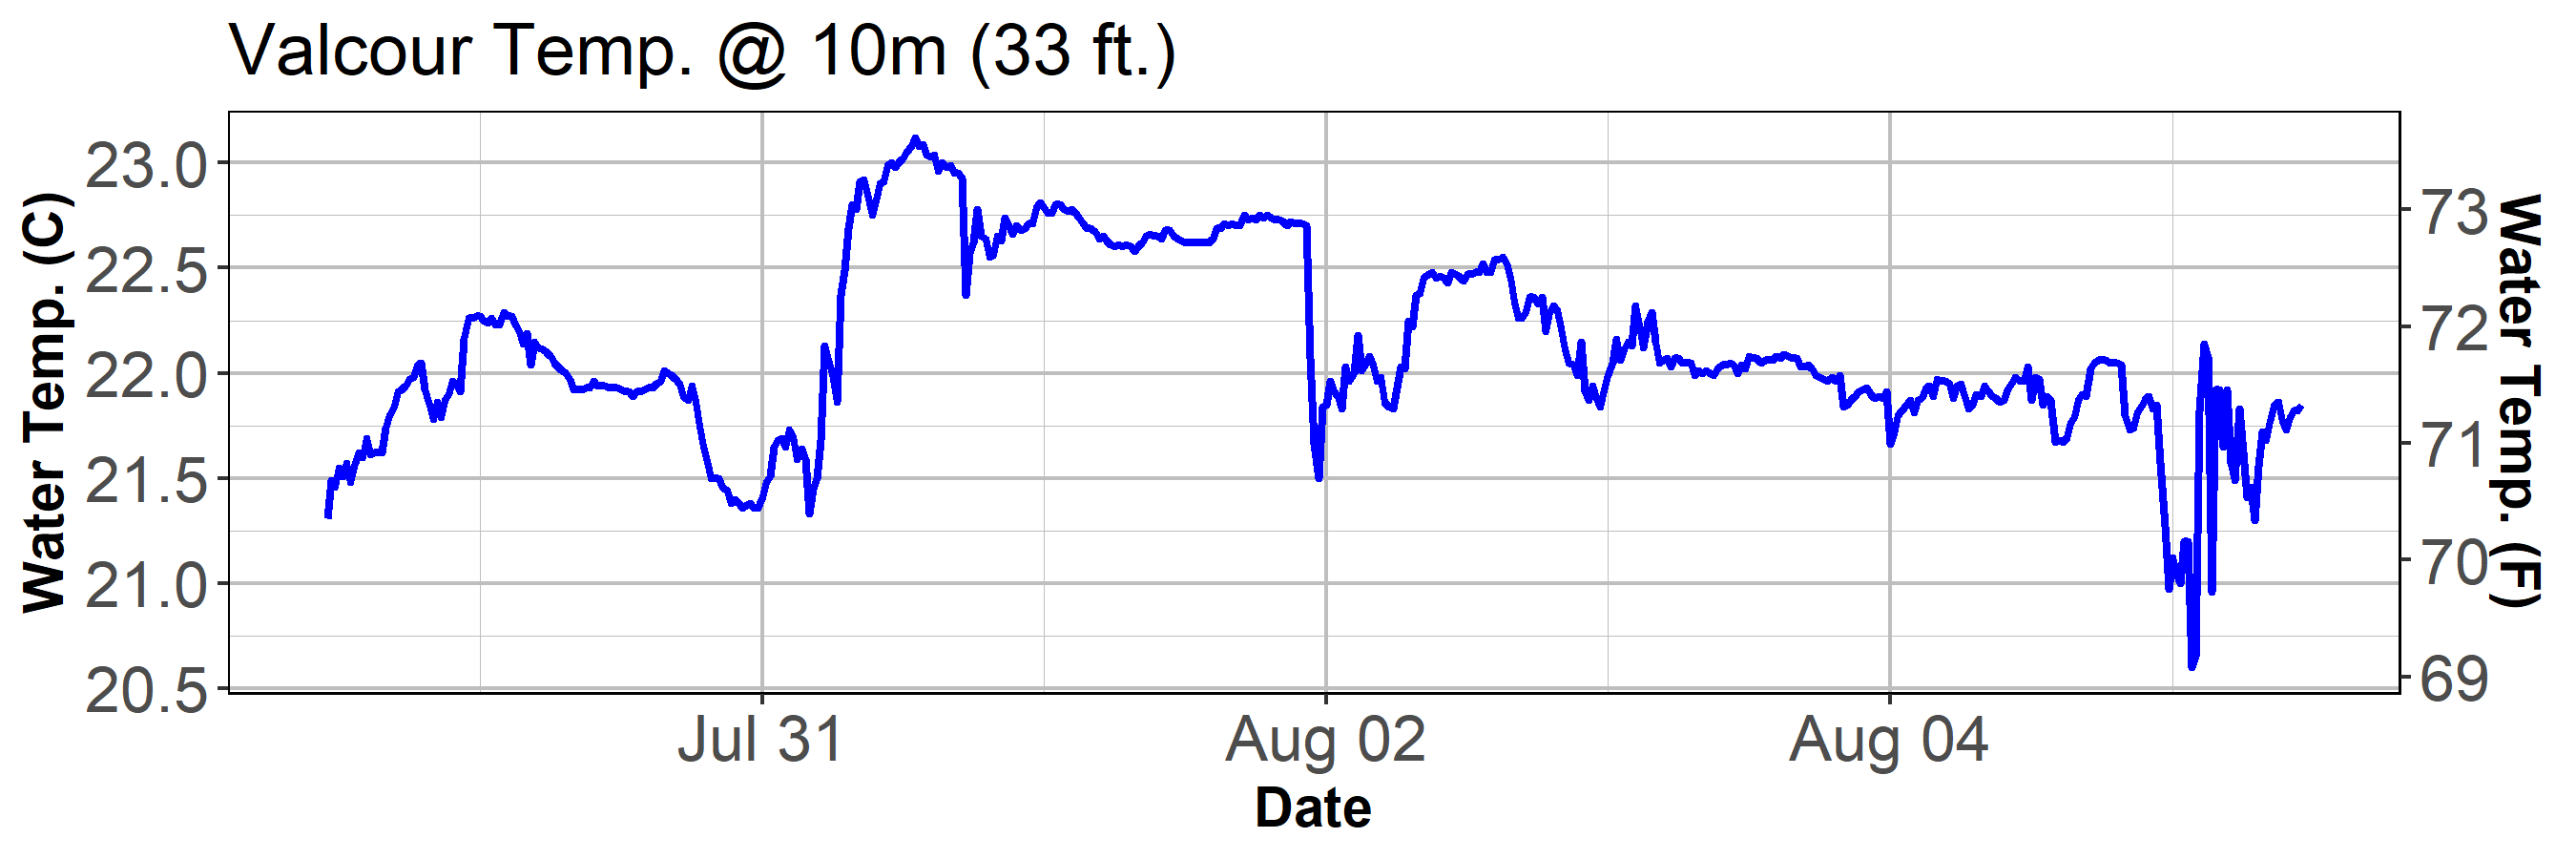 Valcour Temp. @ 10m (33 ft.)
Water Temp. (C)
23.0
22.5
22.0
21.5
21.0
20.5
73
72
71
70
69
Water Temp. (F)
Jul 31
Aug 02
Aug 04
Date